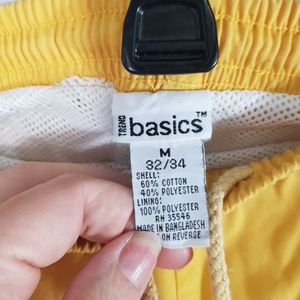 TREND basics™
M
32/34
SHELL:
60% COTTON
40% POLYESTER
LINING:
100% POLYESTER
RN 35546
MADE IN BANGLADESH
ON REVERSE